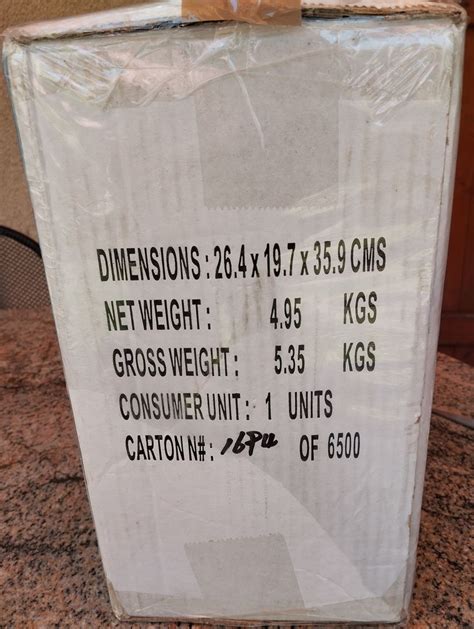 DIMENSIONS : 26.4 x 19.7 x 35.9 CMS
NET WEIGHT : 4.95 KGS
GROSS WEIGHT : 5.35 KGS
CONSUMER UNIT : 1 UNITS
CARTON N# : OF 6500